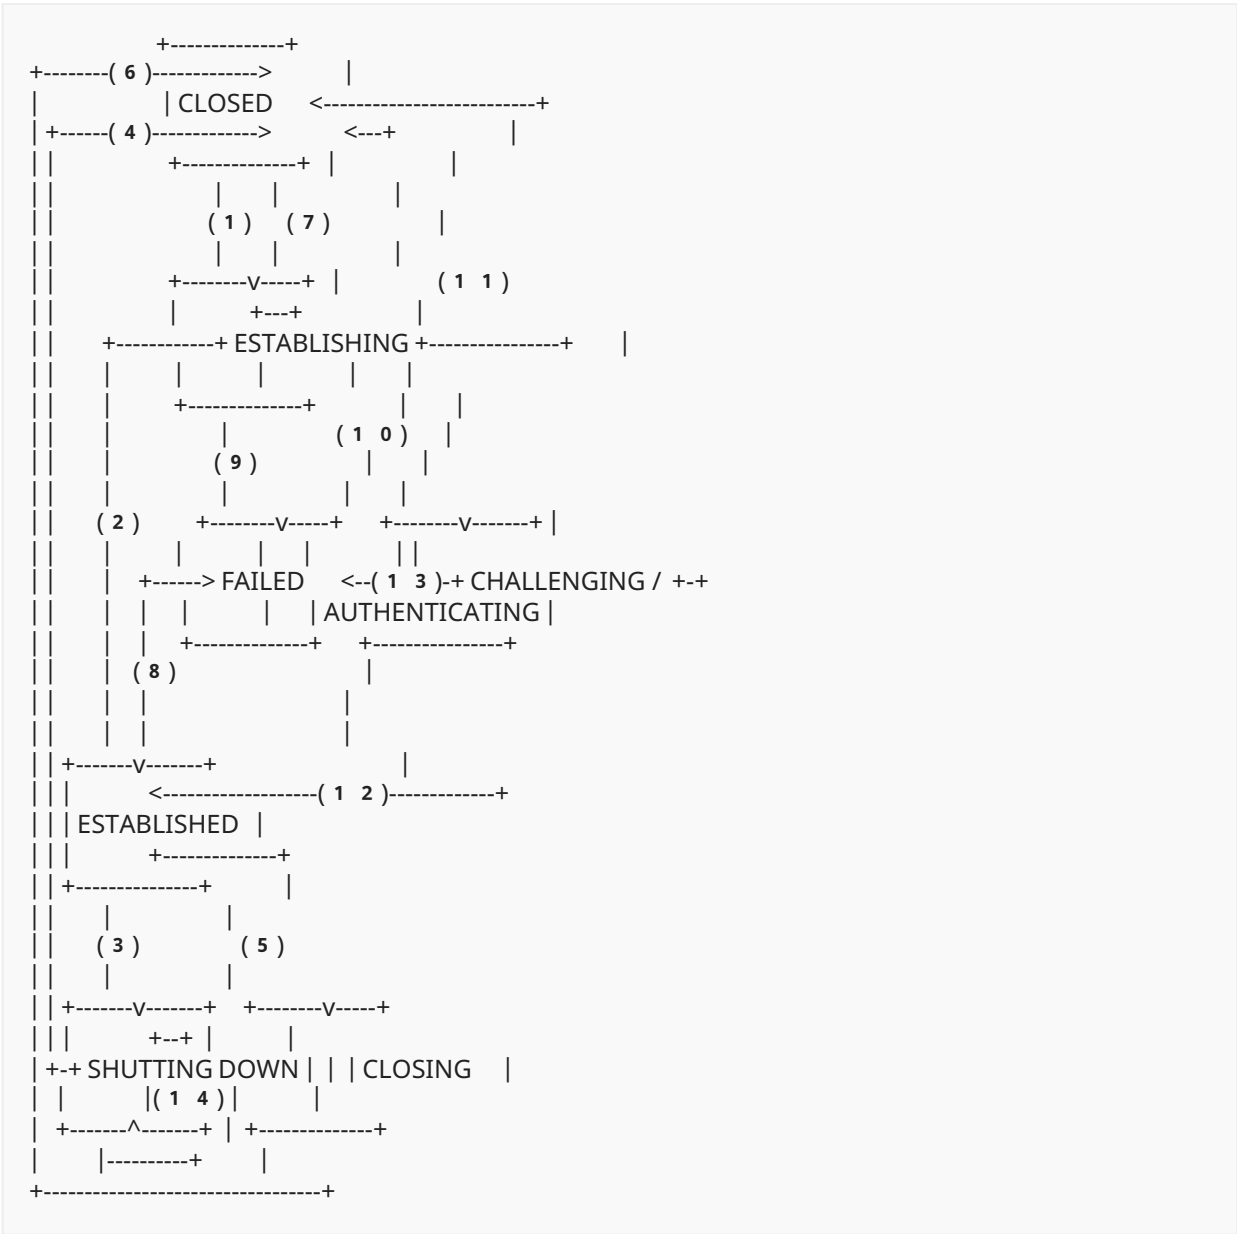 +--------------+
+--------( 6 )------------->          |
|               | CLOSED    <--------------------------+
| +------( 4 )------------->        <---+              |
| |             +--------------+  |              |
| |                  |      |              |
| |                 ( 1 )    ( 7 )              |
| |                  |      |              |
| |             +--------v-----+  |           ( 1 1 )
| |             |         +---+              |
| |      +------------+ ESTABLISHING +----------------+      |
| |      |        |         |          |      |
| |      |        +--------------+          |      |
| |      |             |             ( 1 0 )    |
| |      |            ( 9 )             |      |
| |      |             |             |      |
| |     ( 2 )       +--------v-----+     +--------v-------+ |
| |      |        |         |     |          | |
| |      |    +------> FAILED     <--( 1 3 )-+ CHALLENGING /  +-+
| |      |    |    |         |     | AUTHENTICATING |
| |      |    |    +--------------+     +----------------+
| |      |   ( 8 )                       |
| |      |    |                       |
| |      |    |                       |
| | +-------v-------+                       |
| | |          <-------------------( 1 2 )-------------+
| | | ESTABLISHED   |
| | |          +--------------+
| | +---------------+          |
| |      |              |
| |     ( 3 )             ( 5 )
| |      |              |
| | +-------v-------+    +--------v-----+
| | |          +--+  |         |
| +-+ SHUTTING DOWN |  |  | CLOSING     |
|   |          |( 1 4 ) |         |
|   +-------^-------+  | +--------------+
|        |----------+        |
+----------------------------------+